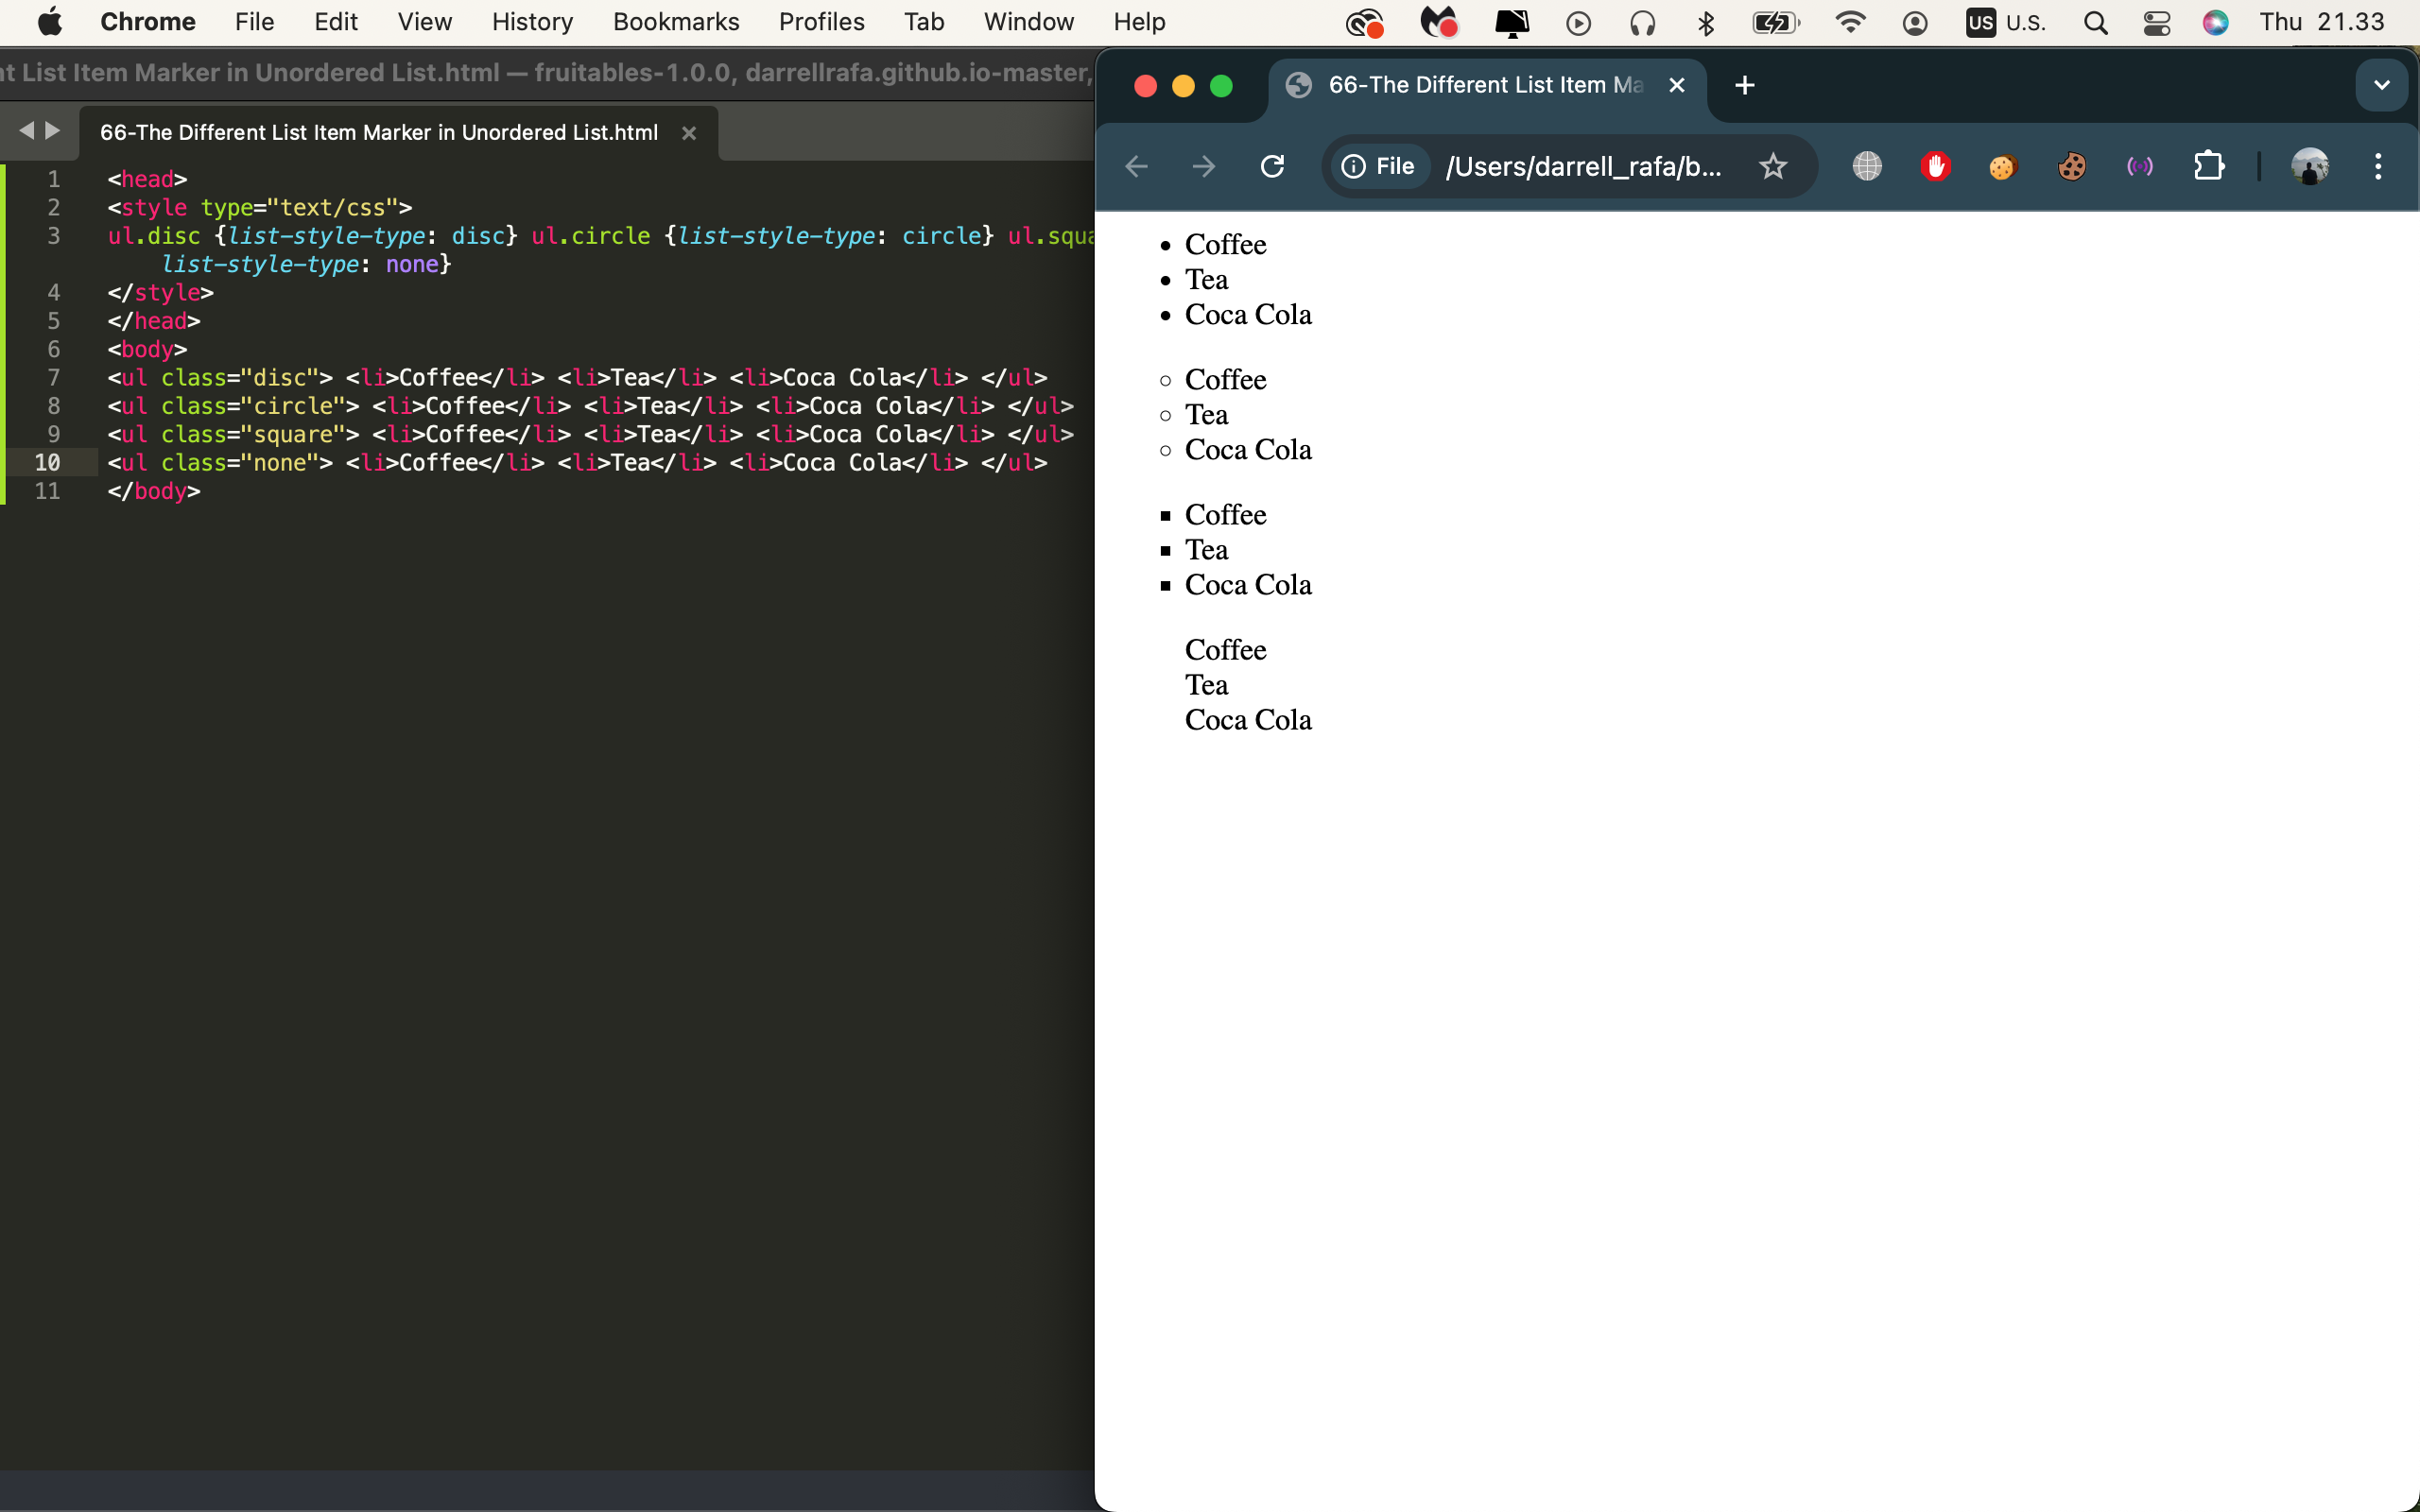 Chrome File Edit View History Bookmarks Profiles Tab Window Help US U.S. Thu 21.33
t List Item Marker in Unordered List.html — fruitables-1.0.0, darrellrafa.github.io-master,
66-The Different List Item Marker in Unordered List.html
1 <head>
2 <style type="text/css">
3 ul.disc {list-style-type: disc} ul.circle {list-style-type: circle} ul.squa
list-style-type: none}
4 </style>
5 </head>
6 <body>
7 <ul class="disc"> <li>Coffee</li> <li>Tea</li> <li>Coca Cola</li> </ul>
8 <ul class="circle"> <li>Coffee</li> <li>Tea</li> <li>Coca Cola</li> </ul>
9 <ul class="square"> <li>Coffee</li> <li>Tea</li> <li>Coca Cola</li> </ul>
10 <ul class="none"> <li>Coffee</li> <li>Tea</li> <li>Coca Cola</li> </ul>
11 </body>
66-The Different List Item Ma
File /Users/darrell_rafa/b...
Coffee
Tea
Coca Cola
Coffee
Tea
Coca Cola
Coffee
Tea
Coca Cola
Coffee
Tea
Coca Cola